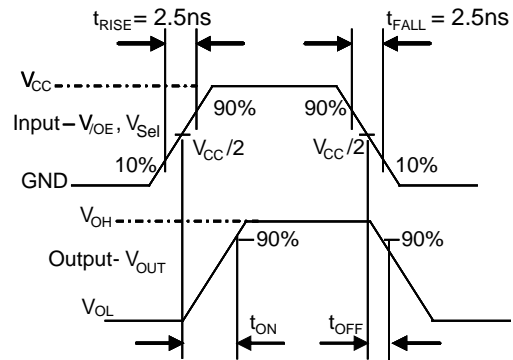 tRISE = 2.5ns
tFALL = 2.5ns
VCC
90%
90%
Input – V/OE, VSel
VCC/2
VCC/2
10%
10%
GND
VOH
90%
90%
Output- VOUT
VOL
tON
tOFF